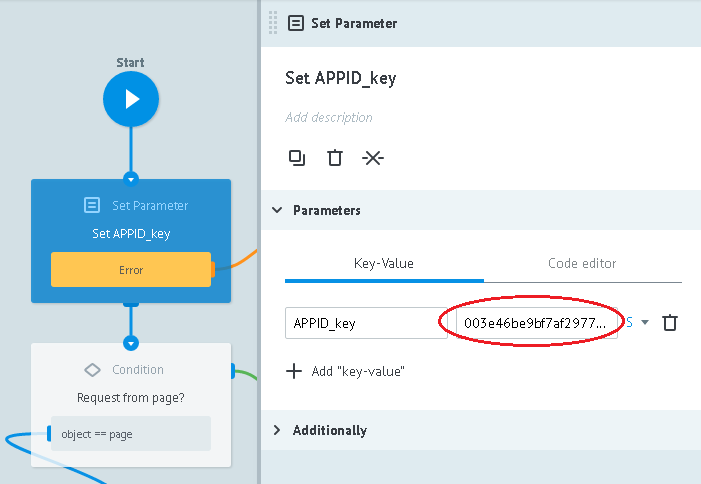 Start
Set Parameter
Set APPID_key
Error
Condition
Request from page?
object == page
Set Parameter
Set APPID_key
Add description
Parameters
Key-Value
Code editor
APPID_key
003e46be9bf7af2977...
S
Add "key-value"
Additionally